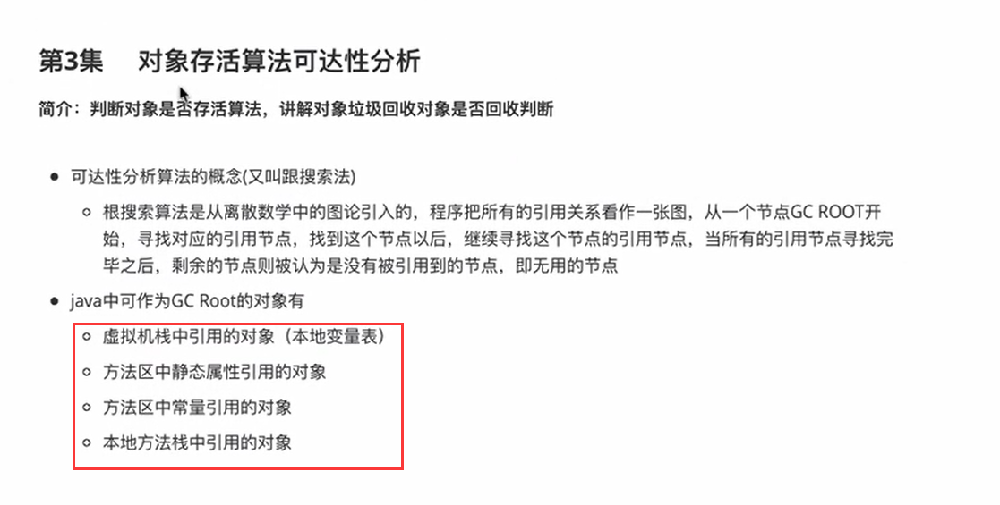 第3集 对象存活算法可达性分析
简介：判断对象是否存活算法，讲解对象垃圾回收对象是否回收判断
可达性分析算法的概念(又叫跟搜索法)
根搜索算法是从离散数学中的图论引入的，程序把所有的引用关系看作一张图，从一个节点GC ROOT开
始，寻找对应的引用节点，找到这个节点以后，继续寻找这个节点的引用节点，当所有的引用节点寻找完
毕之后，剩余的节点则被认为是没有被引用到的节点，即无用的节点
java中可作为GC Root的对象有
虚拟机栈中引用的对象（本地变量表）
方法区中静态属性引用的对象
方法区中常量引用的对象
本地方法栈中引用的对象